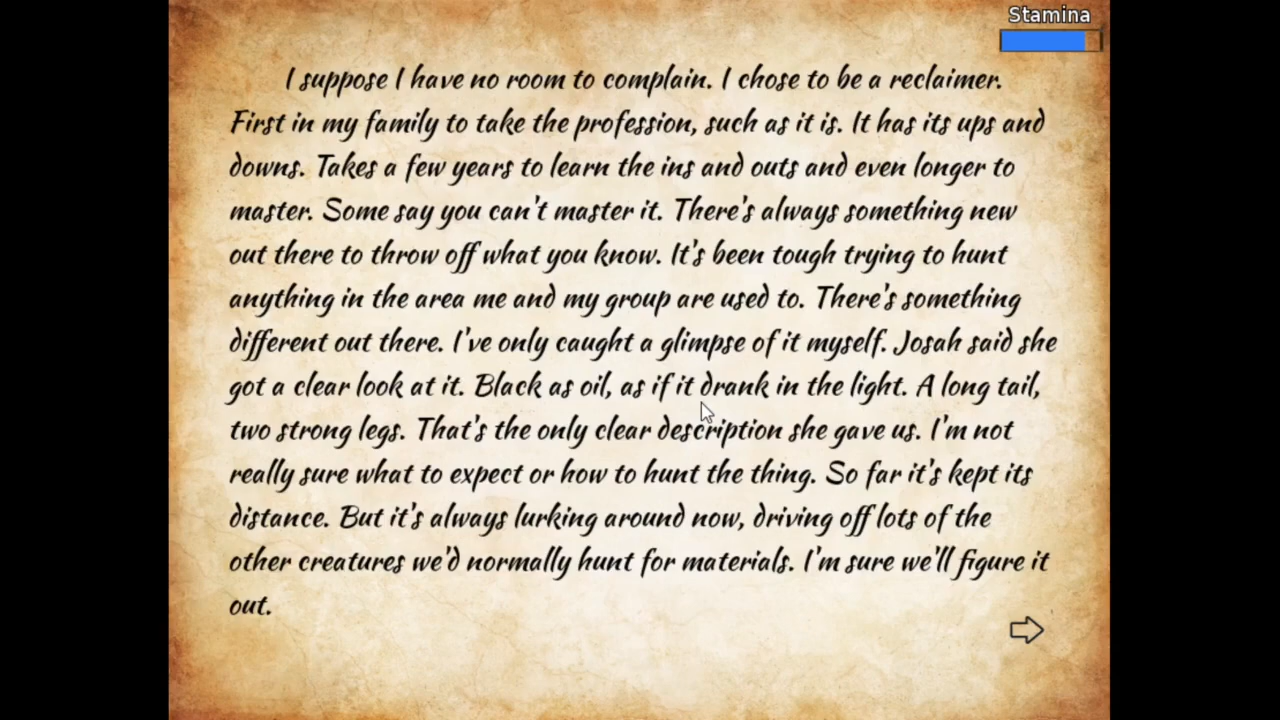 Stamina
I suppose I have no room to complain. I chose to be a reclaimer.
First in my family to take the profession, such as it is. It has its ups and
downs. Takes a few years to learn the ins and outs and even longer to
master. Some say you can't master it. There's always something new
out there to throw off what you know. It's been tough trying to hunt
anything in the area me and my group are used to. There's something
different out there. I've only caught a glimpse of it myself. Josah said she
got a clear look at it. Black as oil, as if it drank in the light. A long tail,
two strong legs. That's the only clear description she gave us. I'm not
really sure what to expect or how to hunt the thing. So far it's kept its
distance. But it's always lurking around now, driving off lots of the
other creatures we'd normally hunt for materials. I'm sure we'll figure it
out.